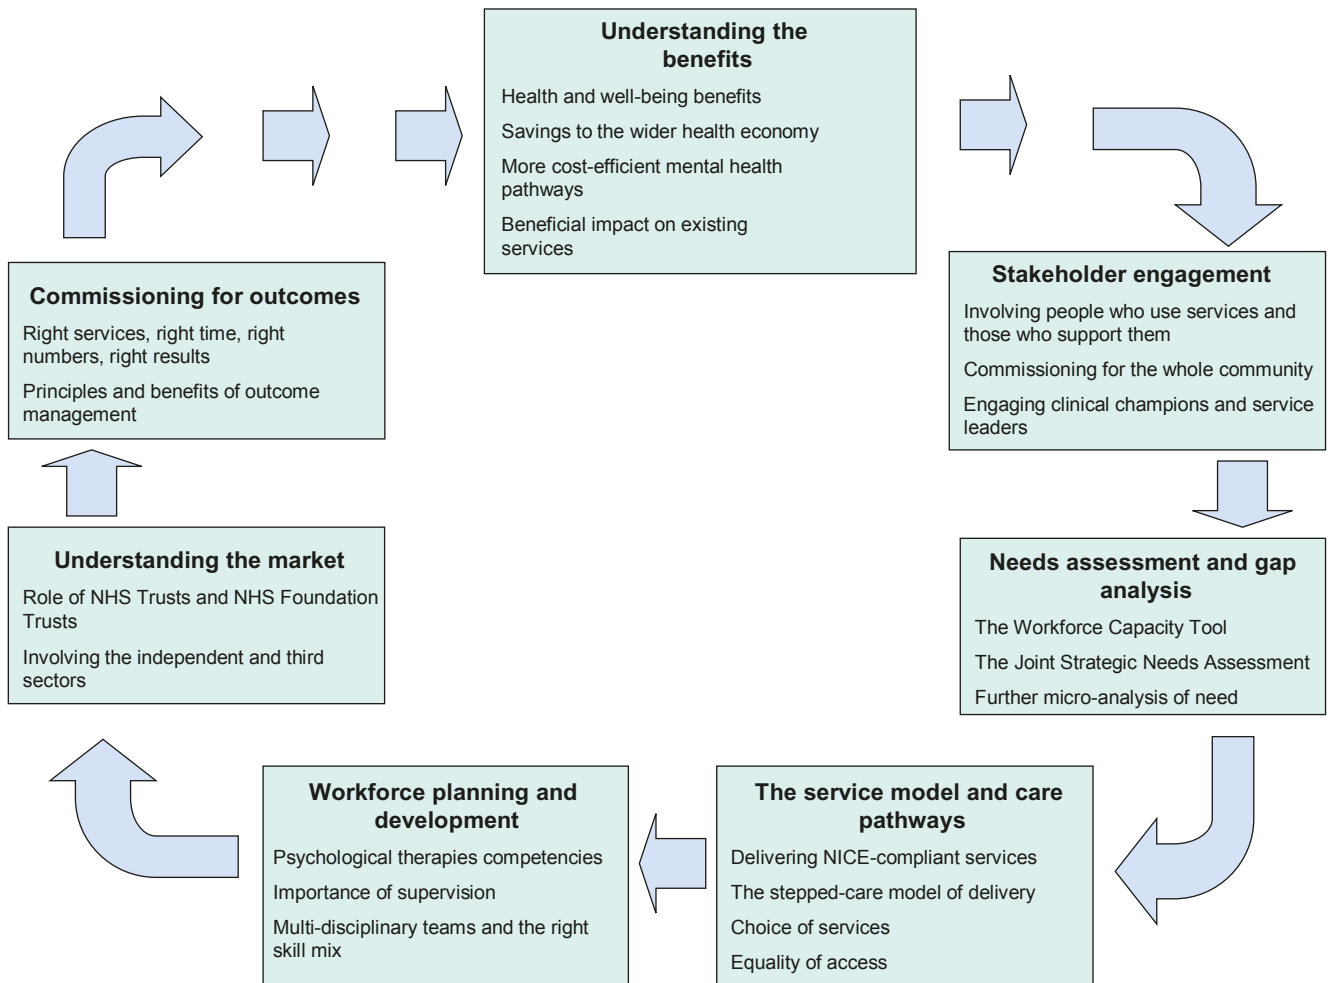 Understanding the
benefits
Health and well-being benefits
Savings to the wider health economy
More cost-efficient mental health
pathways
Beneficial impact on existing
services
Stakeholder engagement
Involving people who use services and
those who support them
Commissioning for the whole community
Engaging clinical champions and service
leaders
Needs assessment and gap
analysis
The Workforce Capacity Tool
The Joint Strategic Needs Assessment
Further micro-analysis of need
The service model and care
pathways
Delivering NICE-compliant services
The stepped-care model of delivery
Choice of services
Equality of access
Workforce planning and
development
Psychological therapies competencies
Importance of supervision
Multi-disciplinary teams and the right
skill mix
Understanding the market
Role of NHS Trusts and NHS Foundation
Trusts
Involving the independent and third
sectors
Commissioning for outcomes
Right services, right time, right
numbers, right results
Principles and benefits of outcome
management